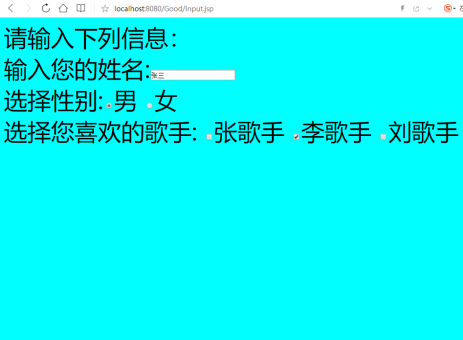 localhost:8080/Good/input.jsp
请输入下列信息：
输入您的姓名:张三
选择性别: 男 女
选择您喜欢的歌手: 张歌手 李歌手 刘歌手